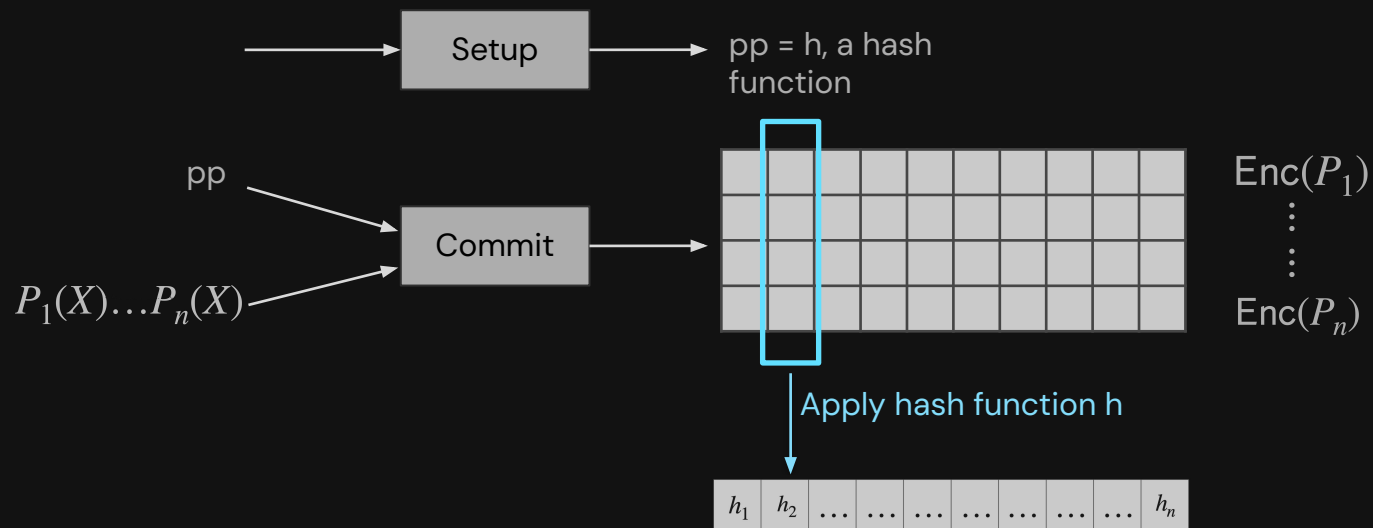 Setup
pp = h, a hash
function
pp
Commit
P₁(X)…Pₙ(X)
Enc(P₁)
⋮
⋮
Enc(Pₙ)
Apply hash function h
h₁ h₂ … … … … … … … hₙ